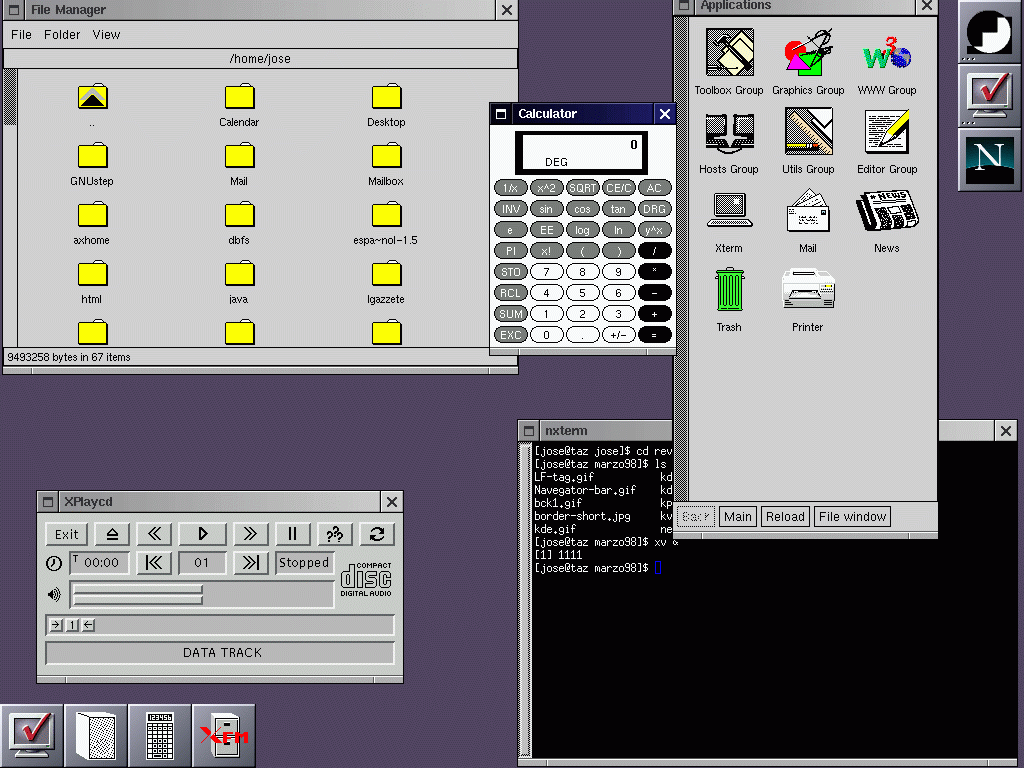 File Manager
File Folder View
/home/jose
..
Calendar
Desktop
GNUstep
Mail
Mailbox
axhome
dbfs
espa~nol-1.5
html
java
lgazzete
9493258 bytes in 67 items
Calculator
0
DEG
1/x x^2 SQRT CE/C AC
INV sin cos tan DRG
e EE log ln y^x
PI x! ( ) /
STO 7 8 9 *
RCL 4 5 6 -
SUM 1 2 3 +
EXC 0 . +/- =
Applications
Toolbox Group
Graphics Group
W3
WWW Group
Hosts Group
Utils Group
Editor Group
NEWS
Xterm
Mail
News
Trash
Printer
Back Main Reload File window
N
nxterm
[jose@taz jose]$ cd rev
[jose@taz marzo98]$ ls
LF-tag.gif kd
Navegator-bar.gif kd
bck1.gif kp
border-short.jpg kv
kde.gif ne
[jose@taz marzo98]$ xv &
[1] 1111
[jose@taz marzo98]$
XPlaycd
Exit
T 00:00 01 Stopped
COMPACT
disc
DIGITAL AUDIO
1
DATA TRACK
123456
XFM